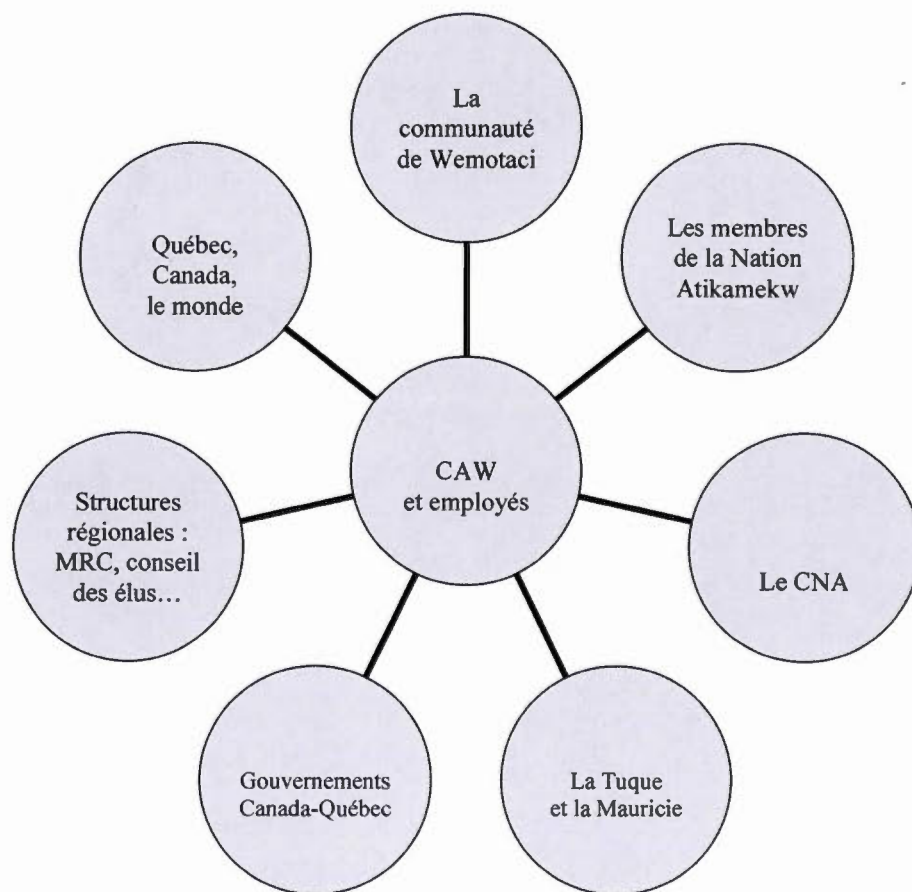 La
communauté
de Wemotaci
Les membres
de la Nation
Atikamekw
Québec,
Canada,
le monde
CAW
et employés
Structures
régionales :
MRC, conseil
des élus…
Le CNA
Gouvernements
Canada-Québec
La Tuque
et la Mauricie